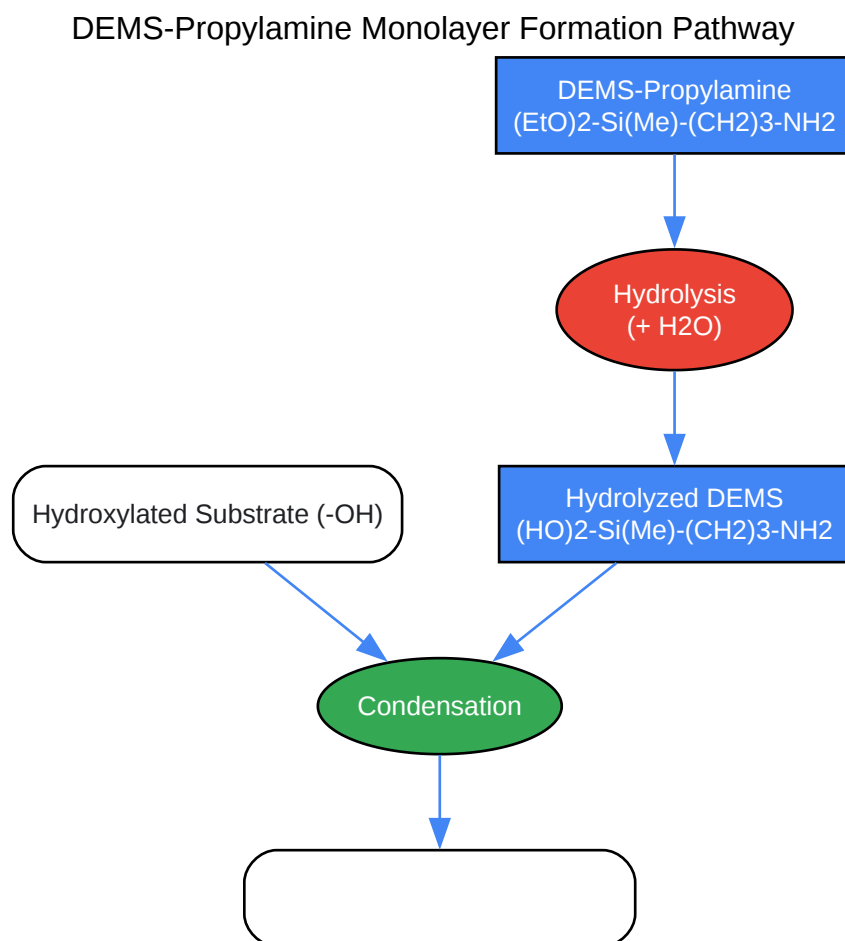 DEMS-Propylamine Monolayer Formation Pathway
DEMS-Propylamine
(EtO)2-Si(Me)-(CH2)3-NH2
Hydrolysis
(+ H2O)
Hydroxylated Substrate (-OH)
Hydrolyzed DEMS
(HO)2-Si(Me)-(CH2)3-NH2
Condensation